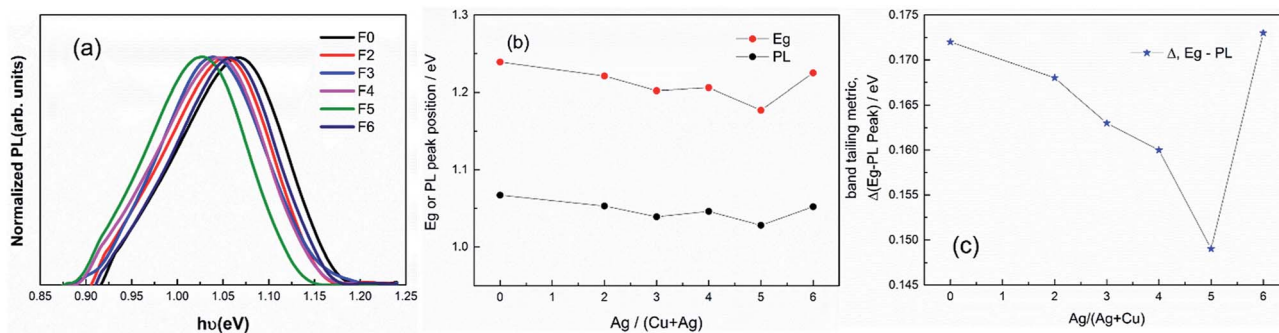 (a)
F0
F2
F3
F4
F5
F6
Normalized PL(arb. units)
0.85 0.90 0.95 1.00 1.05 1.10 1.15 1.20 1.25
hυ(eV)
(b)
Eg
PL
Eg or PL peak position / eV
1.3
1.2
1.1
1.0
0 2 3 4 5 6
Ag / (Cu+Ag)
(c)
Δ, Eg - PL
band tailing metric,
Δ(Eg-PL Peak) / eV
0.175
0.170
0.165
0.160
0.155
0.150
0.145
0 2 3 4 5 6
Ag/(Ag+Cu)